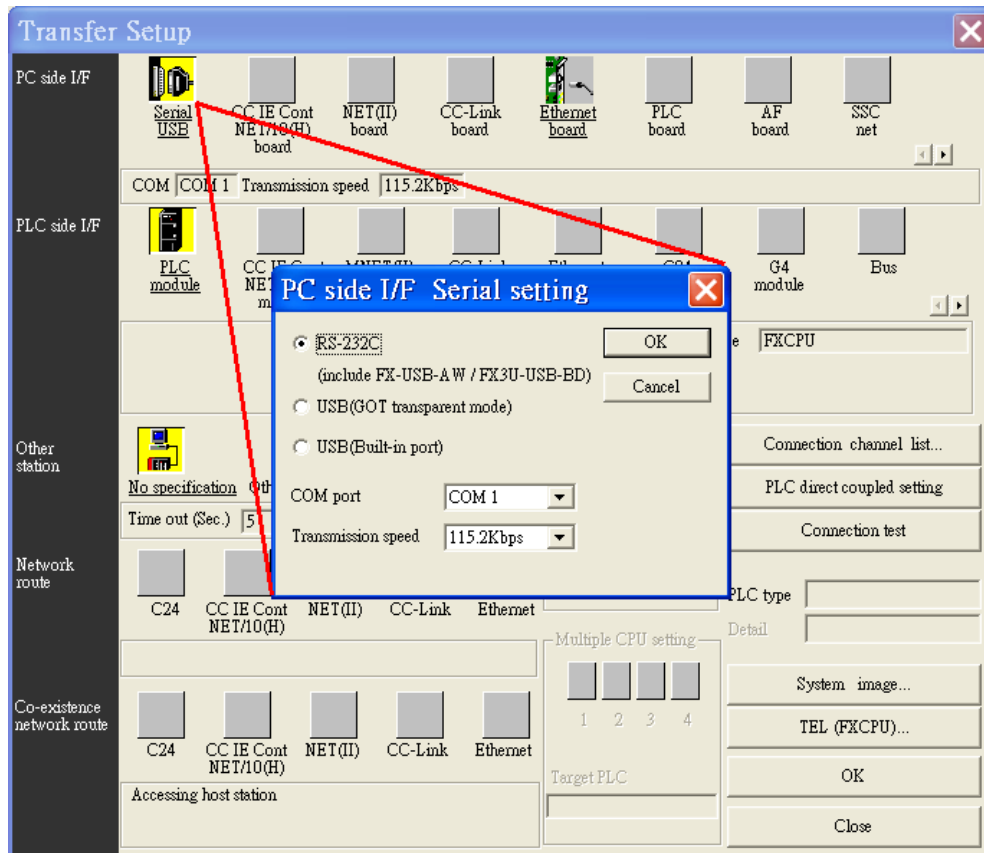 Transfer Setup
PC side I/F
Serial USB
CC IE Cont NET/10(H) board
NET(II) board
CC-Link board
Ethernet board
PLC board
AF board
SSC net
COM COM 1 Transmission speed 115.2Kbps
PLC side I/F
PLC module
G4 module
Bus
FXCPU
PC side I/F Serial setting
RS-232C
(include FX-USB-AW / FX3U-USB-BD)
USB(GOT transparent mode)
USB(Built-in port)
COM port COM 1
Transmission speed 115.2Kbps
OK
Cancel
Other station
No specification
Time out (Sec.) 5
Connection channel list...
PLC direct coupled setting
Connection test
PLC type
Detail
System image...
TEL (FXCPU)...
OK
Close
Network route
C24
CC IE Cont NET/10(H)
NET(II)
CC-Link
Ethernet
Multiple CPU setting
1 2 3 4
Target PLC
Co-existence network route
C24
CC IE Cont NET/10(H)
NET(II)
CC-Link
Ethernet
Accessing host station